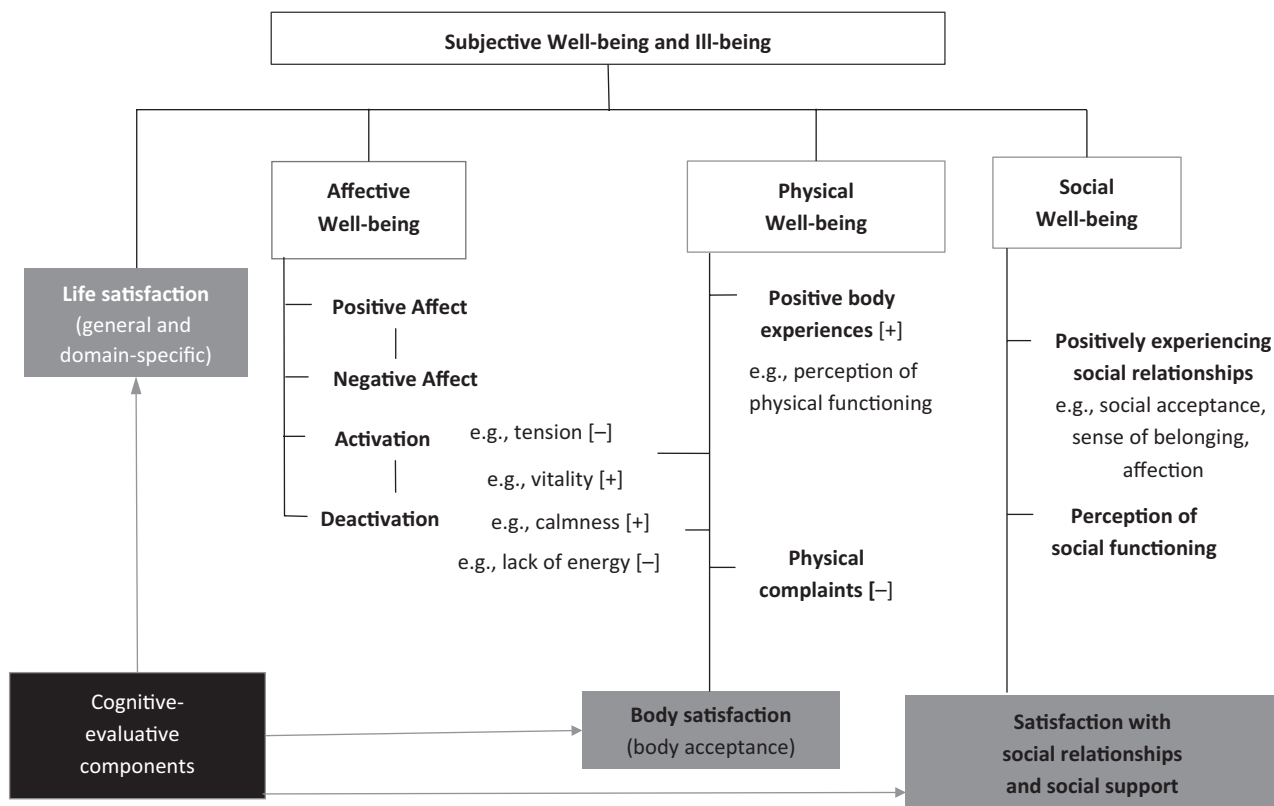 Subjective Well-being and Ill-being
Affective
Well-being
Physical
Well-being
Social
Well-being
Life satisfaction
(general and
domain-specific)
Positive Affect
Negative Affect
Activation
Deactivation
e.g., tension [–]
e.g., vitality [+]
e.g., calmness [+]
e.g., lack of energy [–]
Positive body
experiences [+]
e.g., perception of
physical functioning
Physical
complaints [–]
Positively experiencing
social relationships
e.g., social acceptance,
sense of belonging,
affection
Perception of
social functioning
Cognitive-
evaluative
components
Body satisfaction
(body acceptance)
Satisfaction with
social relationships
and social support